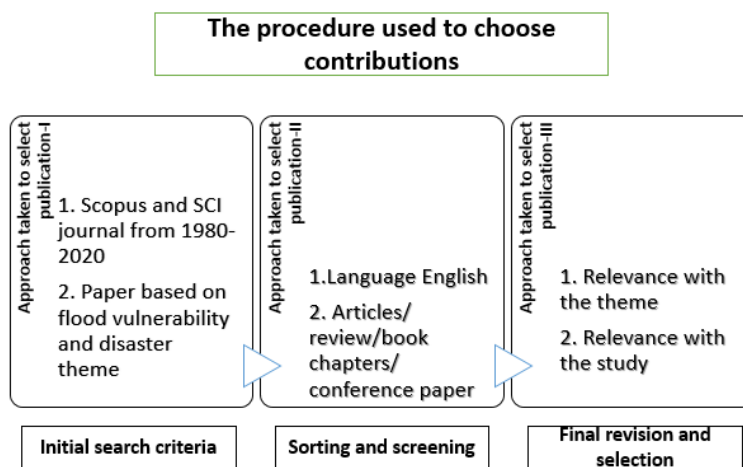 The procedure used to choose
contributions
Approach taken to select
publication-I
1. Scopus and SCI
journal from 1980-
2020
2. Paper based on
flood vulnerability
and disaster
theme
Initial search criteria
Approach taken to select
publication-II
1.Language English
2. Articles/
review/book
chapters/
conference paper
Sorting and screening
Approach taken to select
publication-III
1. Relevance with
the theme
2. Relevance with
the study
Final revision and
selection